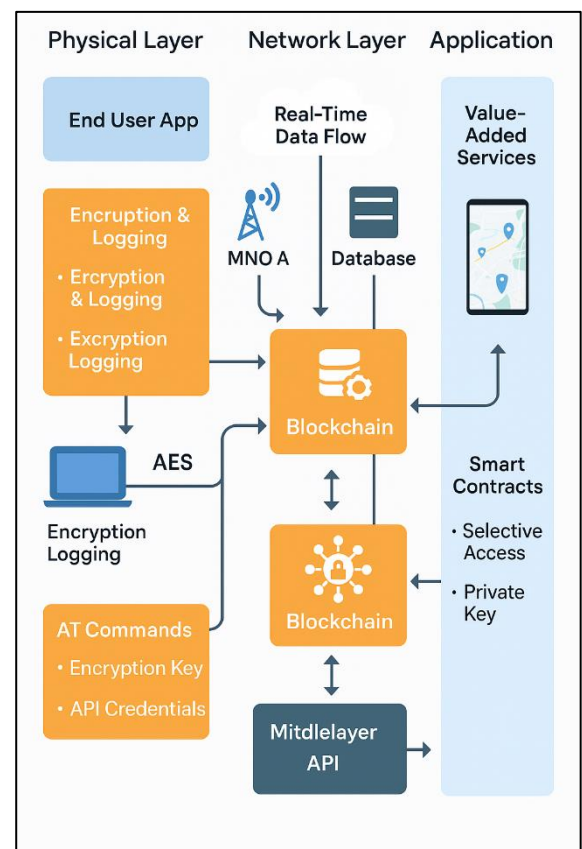 Physical Layer
Network Layer
Application
End User App
Real-Time
Data Flow
Value-
Added
Services
Encruption &
Logging
• Ercryption
& Logging
• Excryption
Logging
MNO A
Database
Blockchain
AES
Encryption
Logging
Smart
Contracts
• Selective
Access
• Private
Key
Blockchain
AT Commands
• Encryption Key
• API Credentials
Mitdlelayer
API